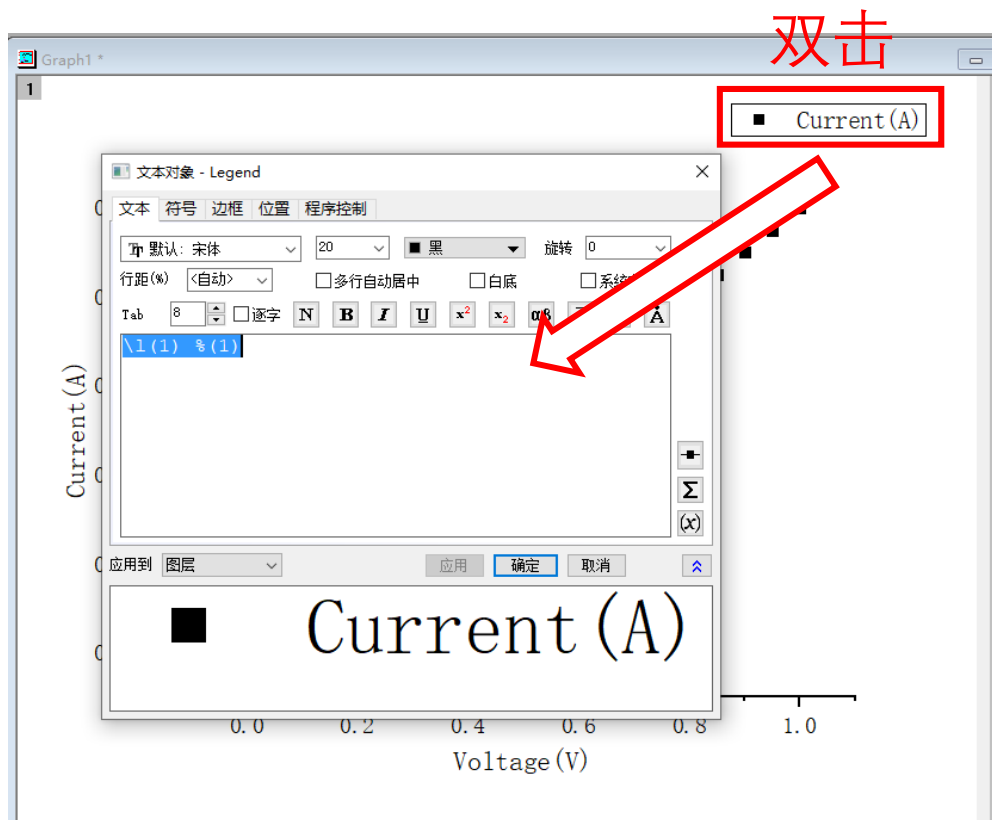 双击
Graph1 *
1
Current(A)
文本对象 - Legend
文本 符号 边框 位置 程序控制
默认: 宋体 20 黑 旋转 0
行距(%) <自动> 多行自动居中 白底
Tab 8 逐字 N B I U x² x₂ αβ Å
\l(1) %(1)
Current(A)
Σ
(x)
应用到 图层 应用 确定 取消
Current(A)
0.0 0.2 0.4 0.6 0.8 1.0
Voltage(V)